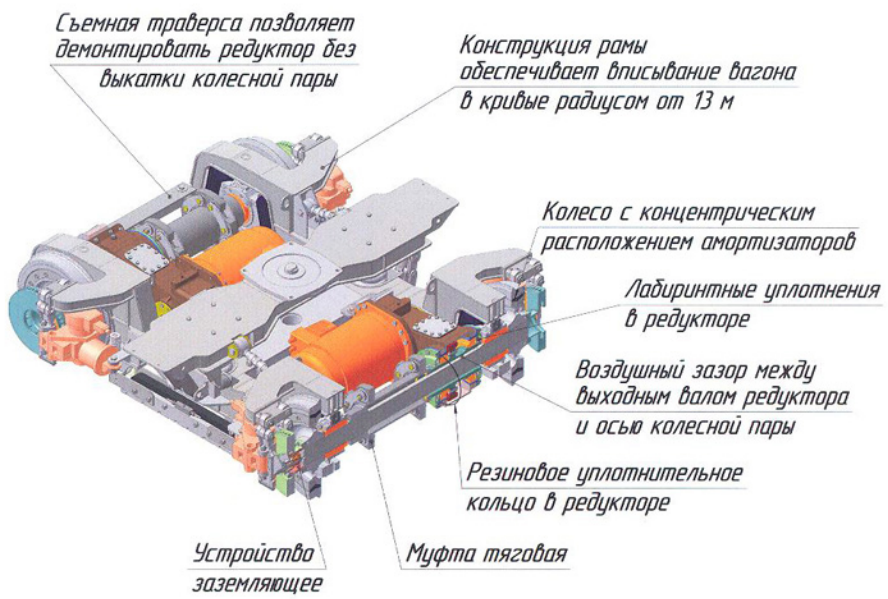 Съемная траверса позволяет
демонтировать редуктор без
выкатки колесной пары
Конструкция рамы
обеспечивает вписывание вагона
в кривые радиусом от 13 м
Колесо с концентрическим
расположением амортизаторов
Лабиринтные уплотнения
в редукторе
Воздушный зазор между
выходным валом редуктора
и осью колесной пары
Резиновое уплотнительное
кольцо в редукторе
Муфта тяговая
Устройство
заземляющее